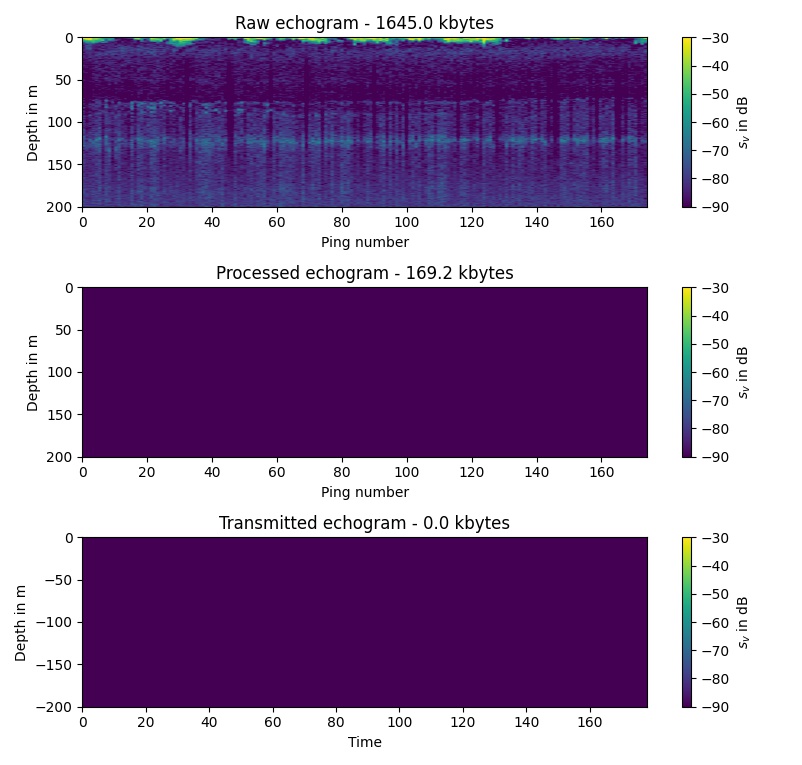 Raw echogram - 1645.0 kbytes
0
50
100
150
200
Depth in m
0 20 40 60 80 100 120 140 160
Ping number
−30
−40
−50
−60
−70
−80
−90
sv in dB
Processed echogram - 169.2 kbytes
0
50
100
150
200
Depth in m
0 20 40 60 80 100 120 140 160
Ping number
−30
−40
−50
−60
−70
−80
−90
sv in dB
Transmitted echogram - 0.0 kbytes
0
−50
−100
−150
−200
Depth in m
0 20 40 60 80 100 120 140 160
Time
−30
−40
−50
−60
−70
−80
−90
sv in dB